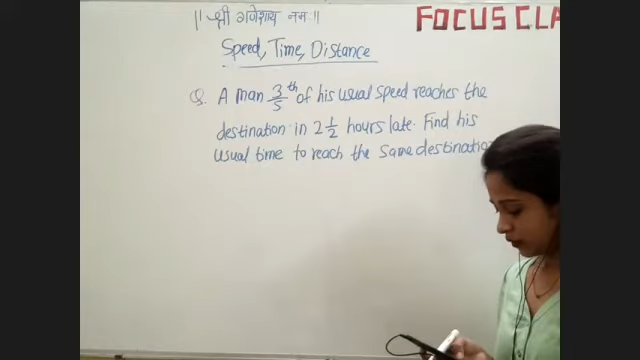 ॥ श्री गणेशाय नमः ॥
FOCUS CLA
Speed, Time, Distance
Q. A man 3/5 th of his usual speed reaches the
destination in 2 1/2 hours late. Find his
usual time to reach the same destination